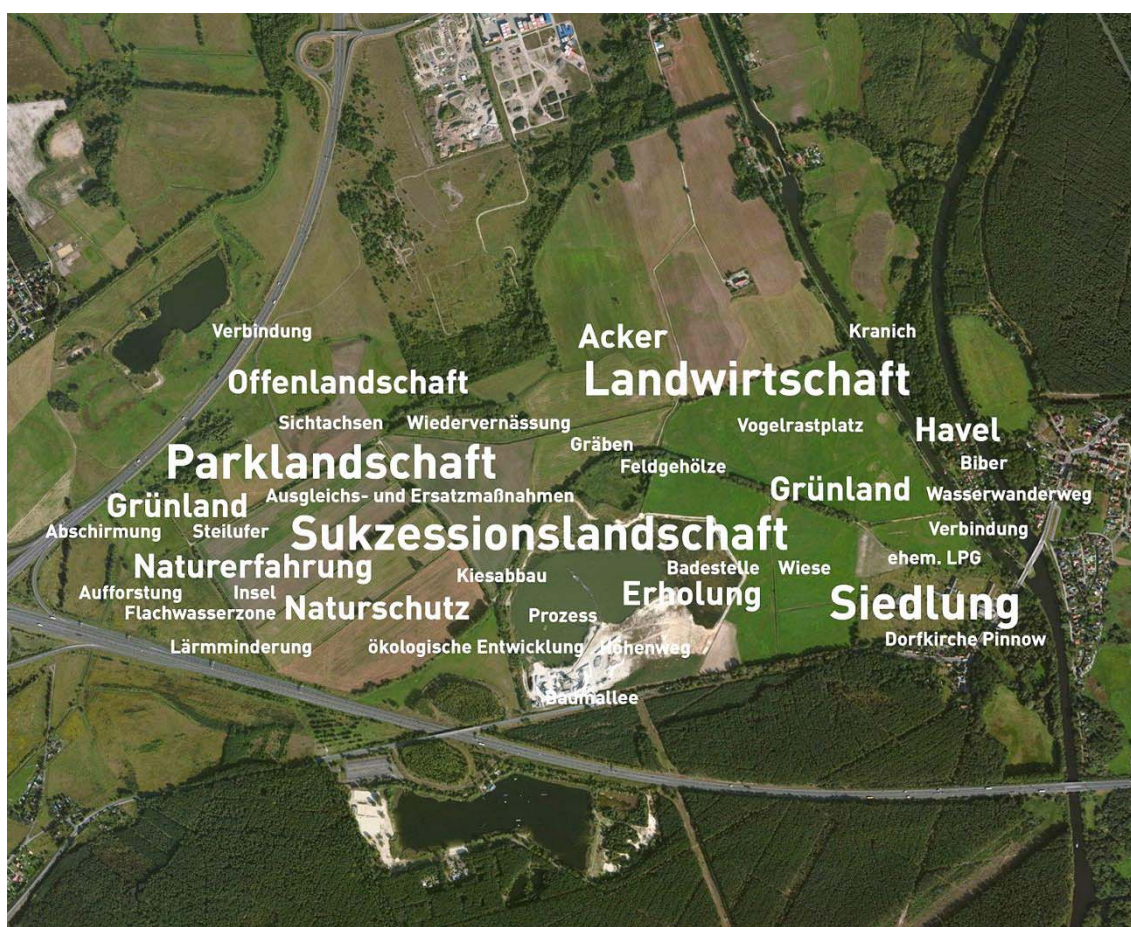 Verbindung
Acker
Kranich
Offenlandschaft
Landwirtschaft
Sichtachsen
Wiedervernässung
Vogelrastplatz
Havel
Gräben
Parklandschaft
Feldgehölze
Biber
Grünland
Ausgleichs- und Ersatzmaßnahmen
Grünland
Wasserwanderweg
Abschirmung
Steilufer
Sukzessionslandschaft
Verbindung
ehem. LPG
Naturerfahrung
Kiesabbau
Badestelle
Wiese
Aufforstung
Insel
Erholung
Siedlung
Flachwasserzone
Naturschutz
Prozess
Dorfkirche Pinnow
Lärmminderung
ökologische Entwicklung
Höhenweg
Baumallee